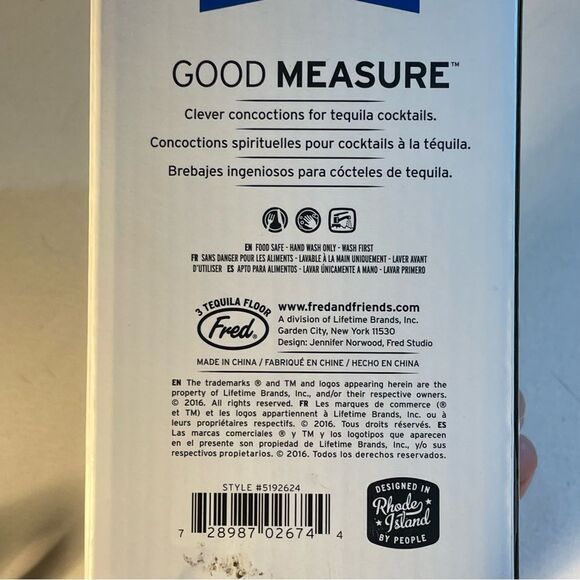 GOOD MEASURE™
Clever concoctions for tequila cocktails.
Concoctions spirituelles pour cocktails à la téquila.
Brebajes ingeniosos para cócteles de tequila.
EN FOOD SAFE - HAND WASH ONLY - WASH FIRST
FR SANS DANGER POUR LES ALIMENTS - LAVABLE À LA MAIN UNIQUEMENT - LAVER AVANT
D'UTILISER ES APTO PARA ALIMENTOS - LAVAR ÚNICAMENTE A MANO - LAVAR PRIMERO
3 TEQUILA FLOOR
Fred®
www.fredandfriends.com
A division of Lifetime Brands, Inc.
Garden City, New York 11530
Design: Jennifer Norwood, Fred Studio
MADE IN CHINA / FABRIQUÉ EN CHINE / HECHO EN CHINA
EN The trademarks ® and TM and logos appearing herein are the
property of Lifetime Brands, Inc., and/or their respective owners.
© 2016. All rights reserved. FR Les marques de commerce (®
et TM) et les logos appartiennent à Lifetime Brands, Inc. ou à
leurs propriétaires respectifs. © 2016. Tous droits réservés. ES
Las marcas comerciales ® y TM y los logotipos que aparecen
en el presente son propiedad de Lifetime Brands, Inc., y/o sus
respectivos propietarios. © 2016. Todos los derechos reservados.
STYLE #5192624
7 28987 02674 4
DESIGNED IN
Rhode
Island
BY PEOPLE